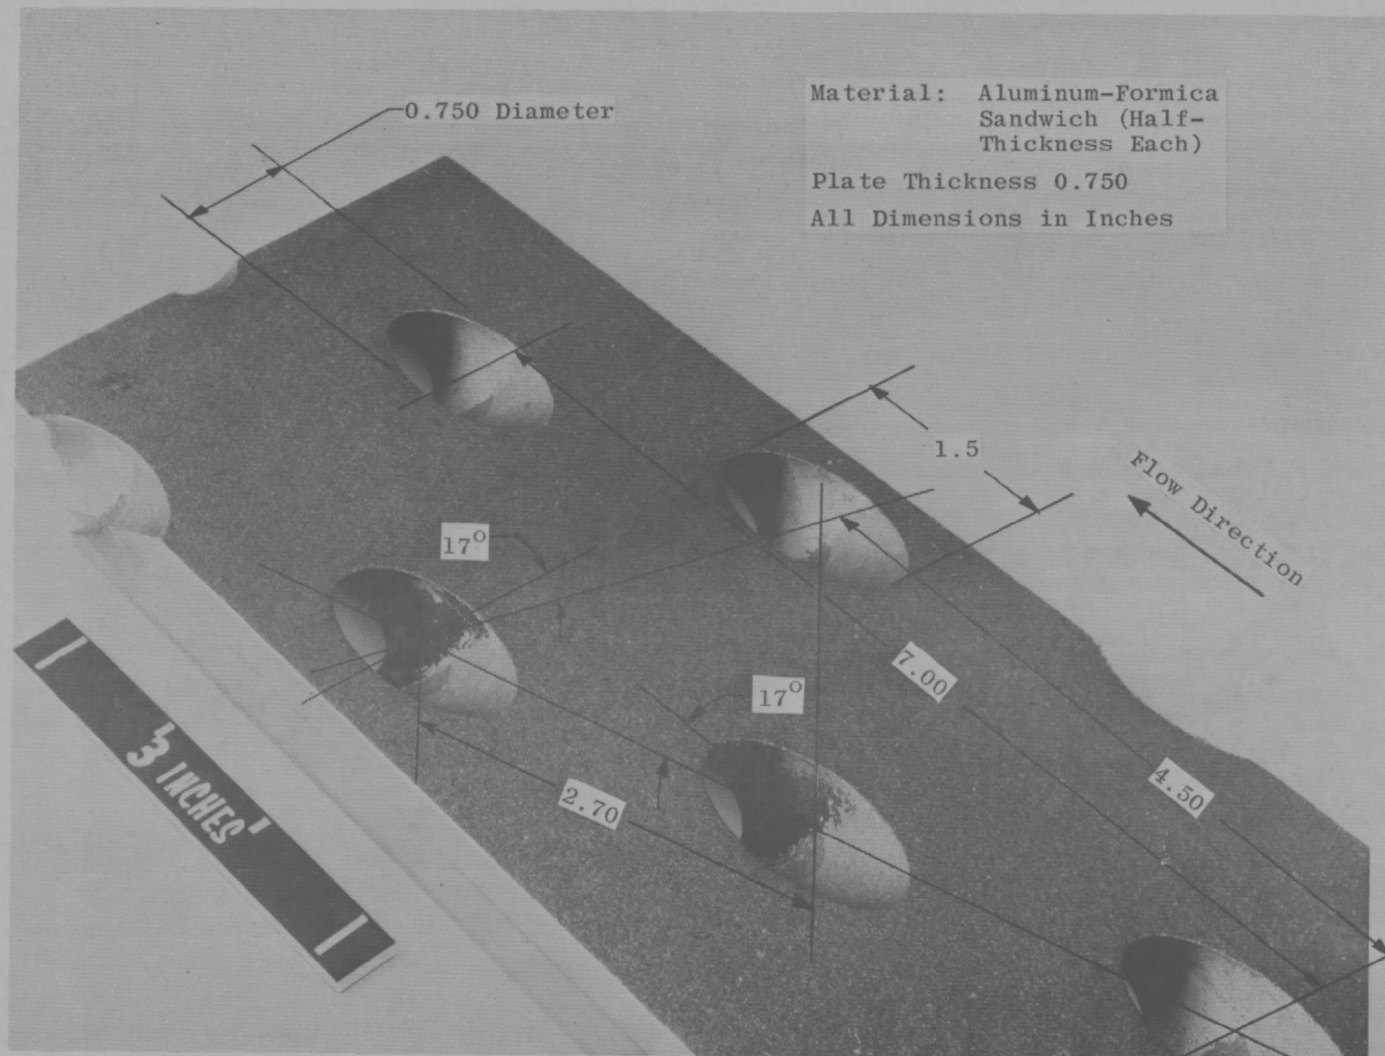 0.750 Diameter
Material: Aluminum-Formica
Sandwich (Half-
Thickness Each)
Plate Thickness 0.750
All Dimensions in Inches
1.5
Flow Direction
17°
7.00
17°
4.50
2.70
3 INCHES